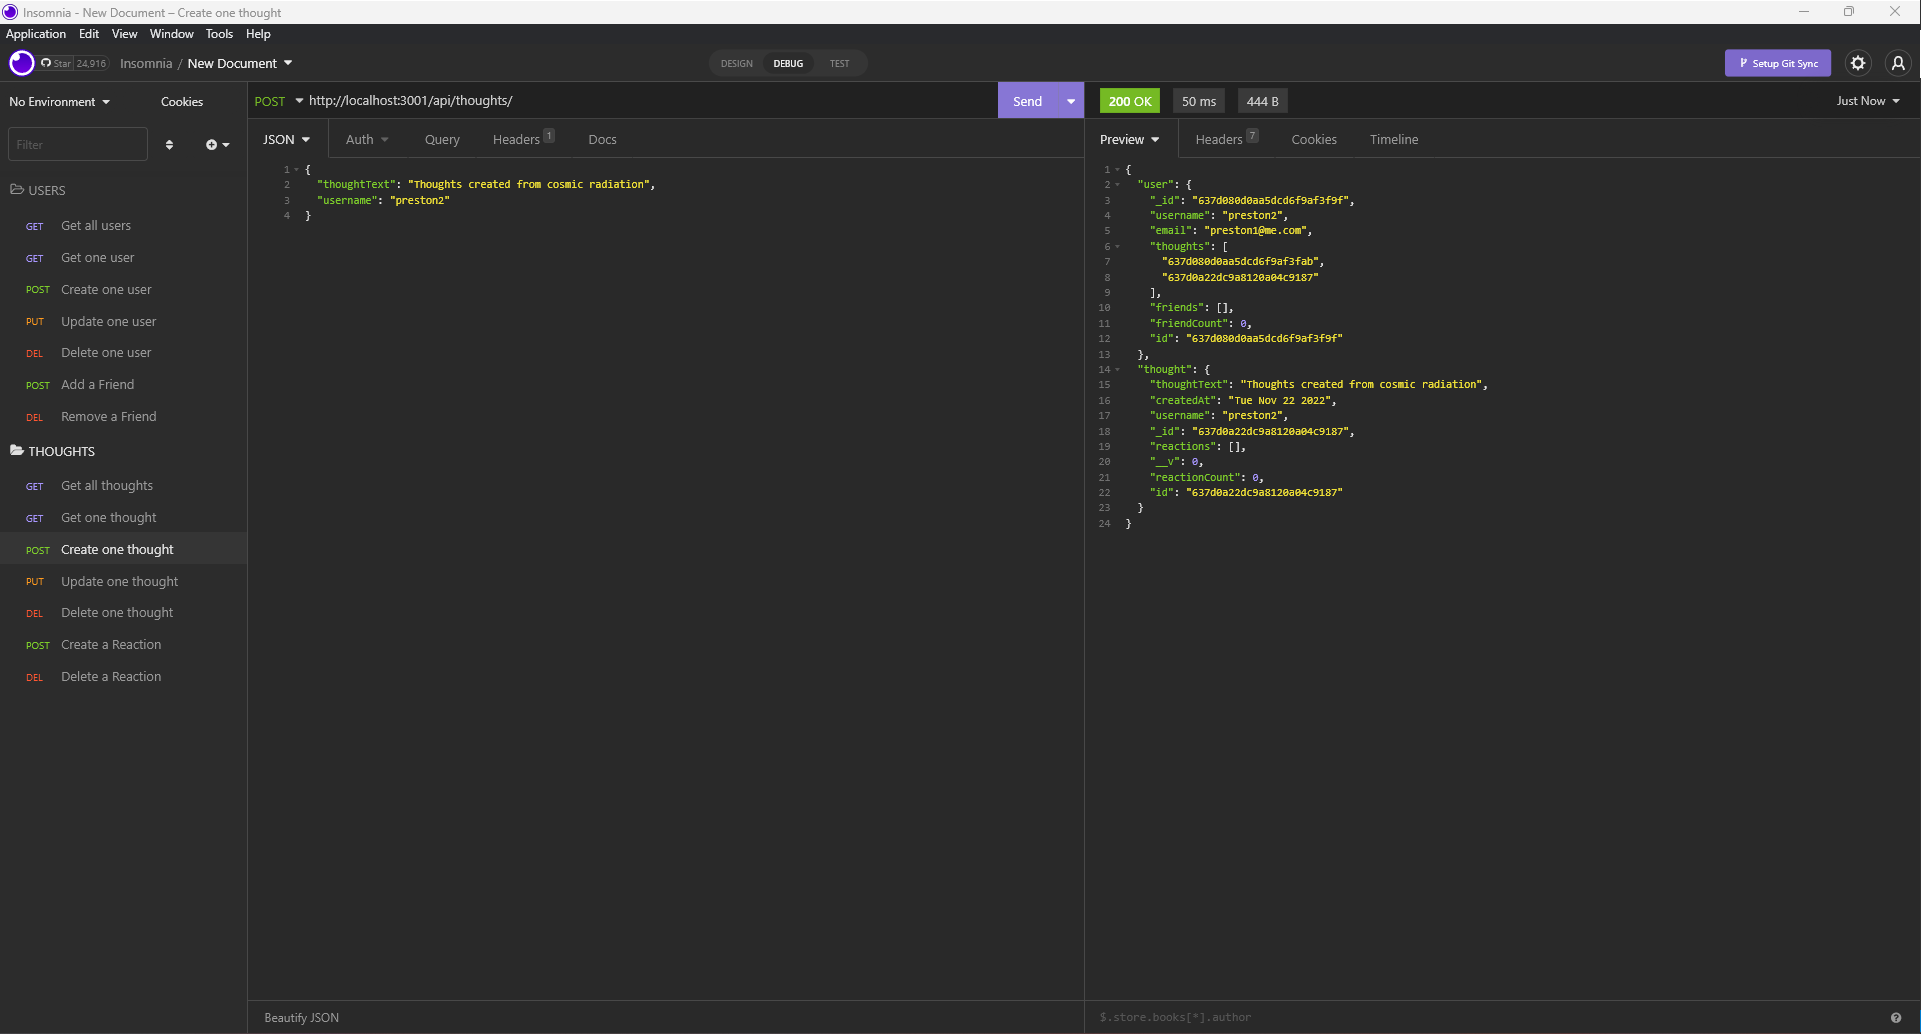 Insomnia - New Document – Create one thought
Application Edit View Window Tools Help
Star 24,916 Insomnia / New Document
DESIGN DEBUG TEST
Setup Git Sync
No Environment Cookies
Filter
USERS
GET Get all users
GET Get one user
POST Create one user
PUT Update one user
DEL Delete one user
POST Add a Friend
DEL Remove a Friend
THOUGHTS
GET Get all thoughts
GET Get one thought
POST Create one thought
PUT Update one thought
DEL Delete one thought
POST Create a Reaction
DEL Delete a Reaction
POST http://localhost:3001/api/thoughts/ Send
JSON Auth Query Headers 1 Docs
1 {
2 "thoughtText": "Thoughts created from cosmic radiation",
3 "username": "preston2"
4 }
Beautify JSON
200 OK 50 ms 444 B Just Now
Preview Headers 7 Cookies Timeline
1 {
2 "user": {
3 "_id": "637d080d0aa5dcd6f9af3f9f",
4 "username": "preston2",
5 "email": "preston1@me.com",
6 "thoughts": [
7 "637d080d0aa5dcd6f9af3fab",
8 "637d0a22dc9a8120a04c9187"
9 ],
10 "friends": [],
11 "friendCount": 0,
12 "id": "637d080d0aa5dcd6f9af3f9f"
13 },
14 "thought": {
15 "thoughtText": "Thoughts created from cosmic radiation",
16 "createdAt": "Tue Nov 22 2022",
17 "username": "preston2",
18 "_id": "637d0a22dc9a8120a04c9187",
19 "reactions": [],
20 "__v": 0,
21 "reactionCount": 0,
22 "id": "637d0a22dc9a8120a04c9187"
23 }
24 }
$.store.books[*].author